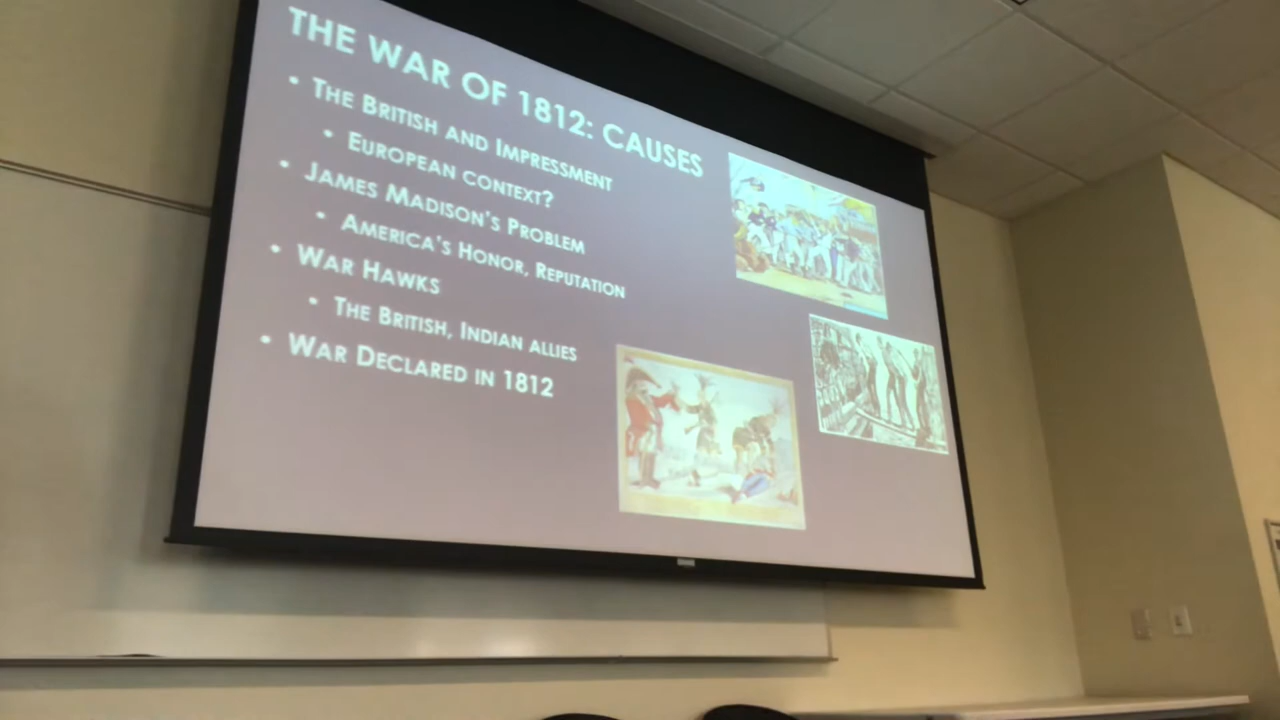 THE WAR OF 1812: CAUSES
• THE BRITISH AND IMPRESSMENT
• EUROPEAN CONTEXT?
• JAMES MADISON'S PROBLEM
• AMERICA'S HONOR, REPUTATION
• WAR HAWKS
• THE BRITISH, INDIAN ALLIES
• WAR DECLARED IN 1812